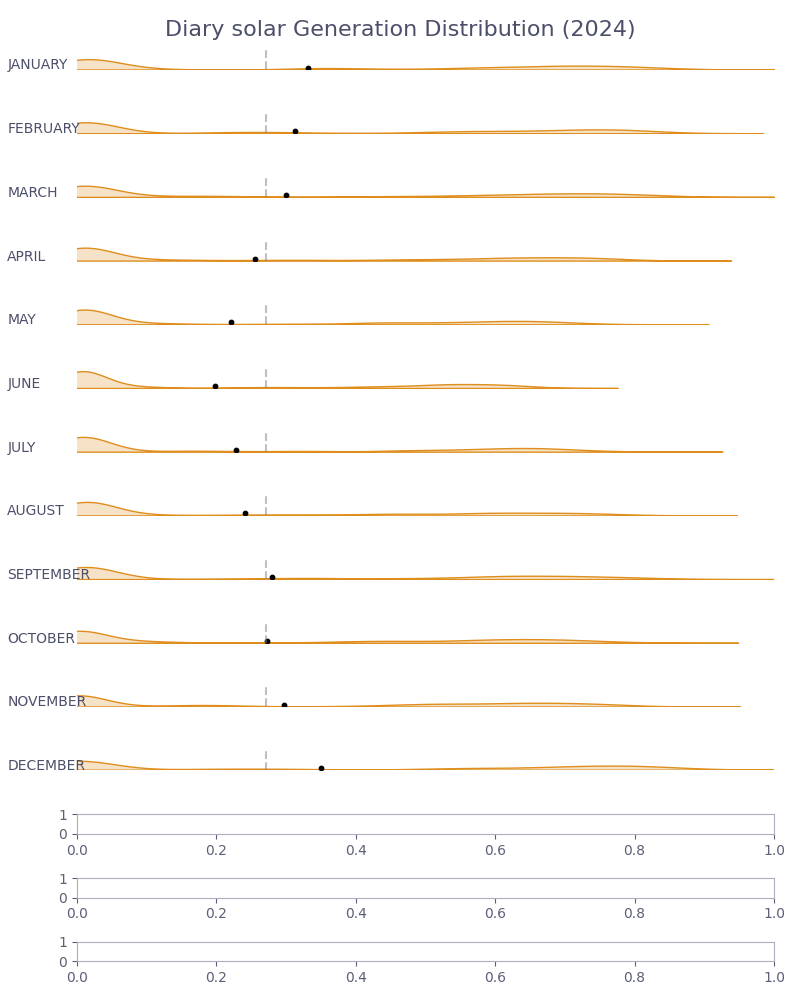 Diary solar Generation Distribution (2024)
JANUARY
FEBRUARY
MARCH
APRIL
MAY
JUNE
JULY
AUGUST
SEPTEMBER
OCTOBER
NOVEMBER
DECEMBER
1
0
0.0 0.2 0.4 0.6 0.8 1.0
1
0
0.0 0.2 0.4 0.6 0.8 1.0
1
0
0.0 0.2 0.4 0.6 0.8 1.0